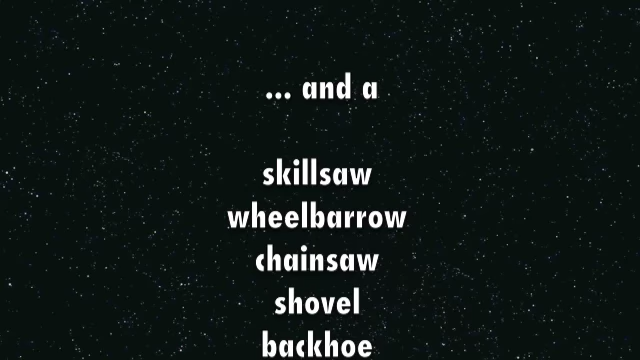 ... and a
skillsaw
wheelbarrow
chainsaw
shovel
backhoe